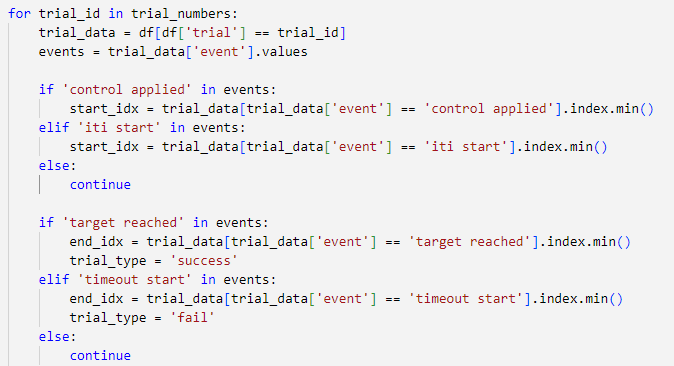 for trial_id in trial_numbers:
    trial_data = df[df['trial'] == trial_id]
    events = trial_data['event'].values

    if 'control applied' in events:
        start_idx = trial_data[trial_data['event'] == 'control applied'].index.min()
    elif 'iti start' in events:
        start_idx = trial_data[trial_data['event'] == 'iti start'].index.min()
    else:
        continue

    if 'target reached' in events:
        end_idx = trial_data[trial_data['event'] == 'target reached'].index.min()
        trial_type = 'success'
    elif 'timeout start' in events:
        end_idx = trial_data[trial_data['event'] == 'timeout start'].index.min()
        trial_type = 'fail'
    else:
        continue